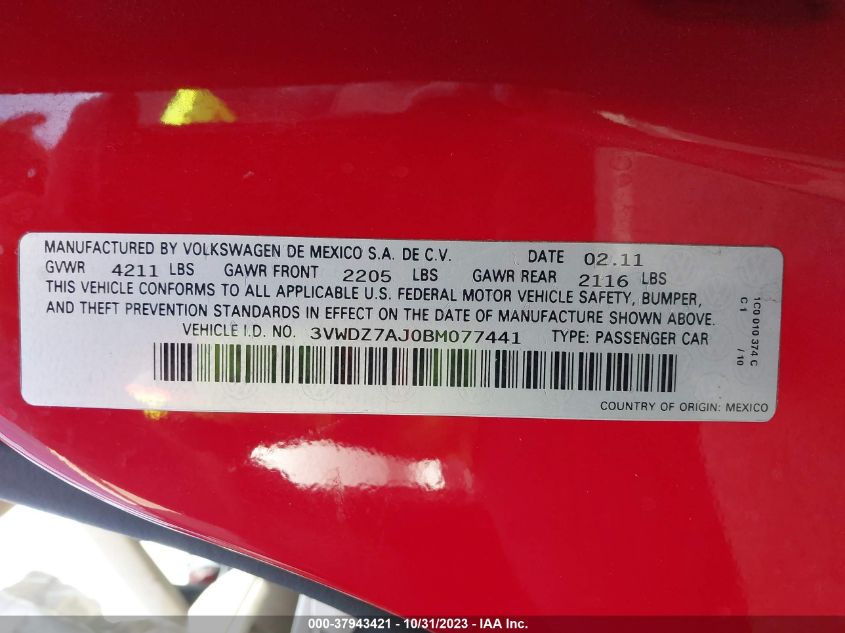 MANUFACTURED BY VOLKSWAGEN DE MEXICO S.A. DE C.V. DATE 02.11
GVWR 4211 LBS GAWR FRONT 2205 LBS GAWR REAR 2116 LBS
THIS VEHICLE CONFORMS TO ALL APPLICABLE U.S. FEDERAL MOTOR VEHICLE SAFETY, BUMPER,
AND THEFT PREVENTION STANDARDS IN EFFECT ON THE DATE OF MANUFACTURE SHOWN ABOVE.
VEHICLE I.D. NO. 3VWDZ7AJ0BM077441 TYPE: PASSENGER CAR
COUNTRY OF ORIGIN: MEXICO
1C0 010 374 C
C1 /10
000-37943421 - 10/31/2023 - IAA Inc.